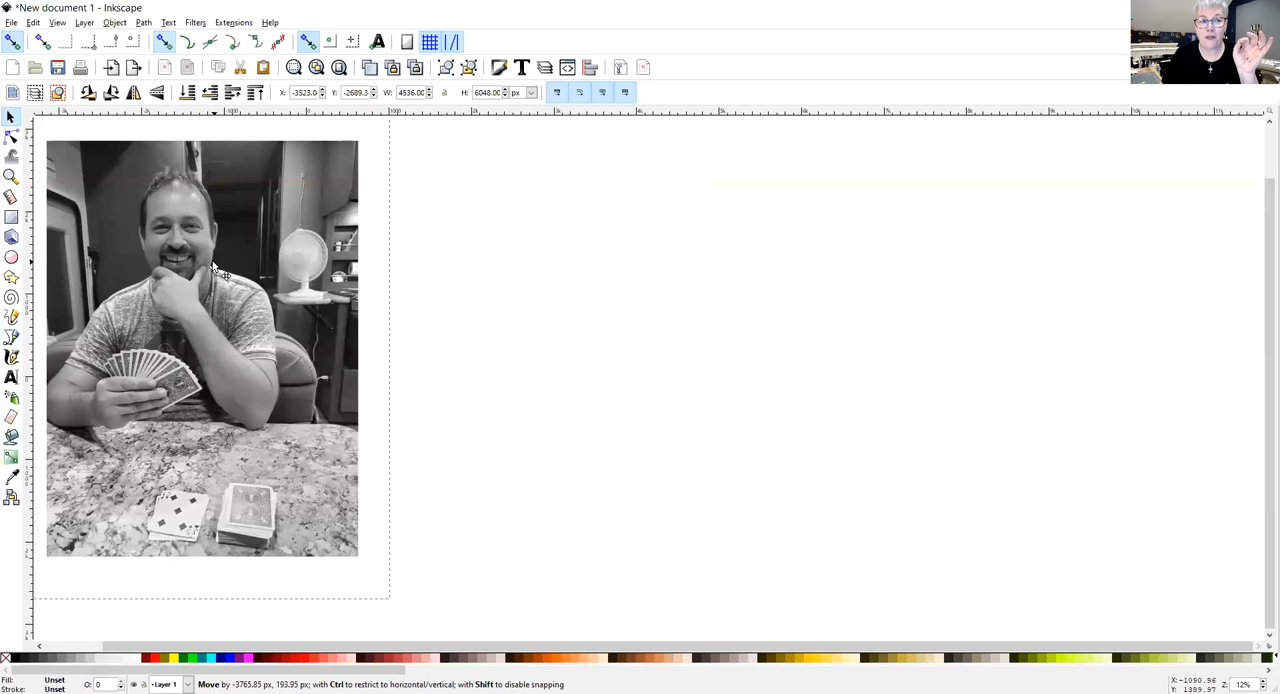 *New document 1 - Inkscape
File Edit View Layer Object Path Text Filters Extensions Help
X: -3523.0 Y: -2689.3 W: 4536.00 H: 6048.00 px
Fill: Unset
Stroke: Unset
O: 0
Layer 1
Move by -3765.85 px, 193.95 px; with Ctrl to restrict to horizontal/vertical; with Shift to disable snapping
X:-1090.96
Y: 1389.97
Z: 12%